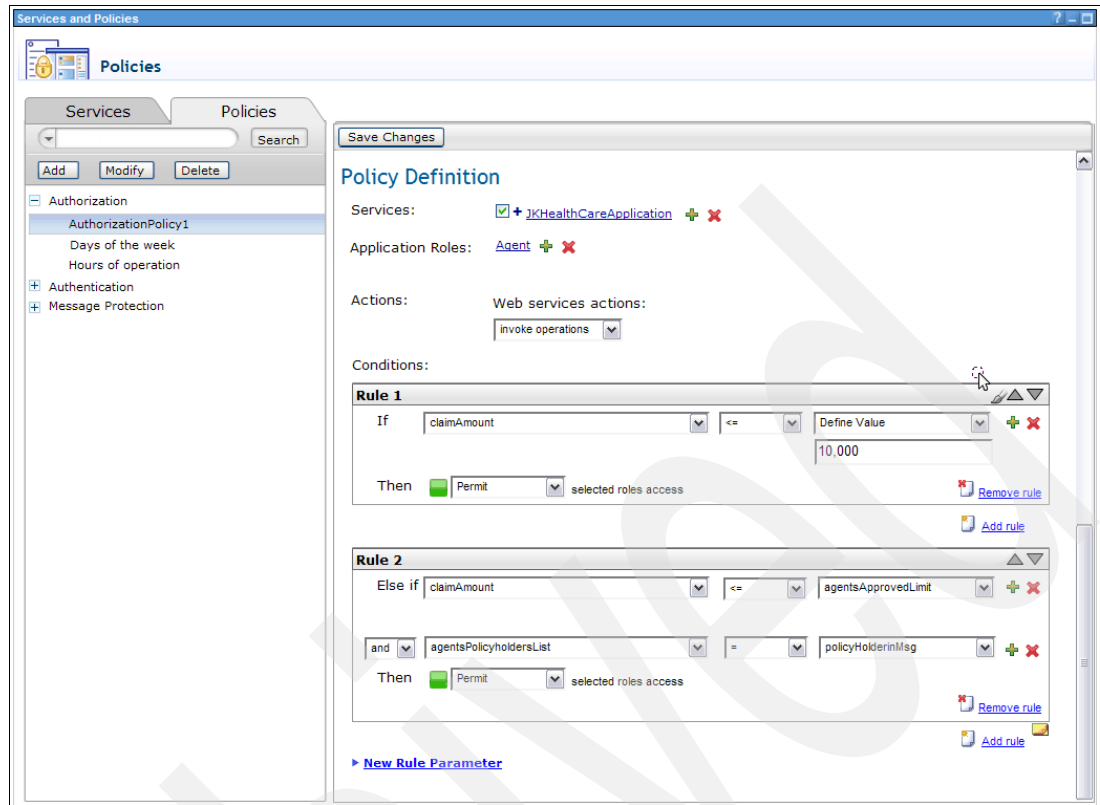 Services and Policies
? – □
Policies
Services Policies
Search
Add Modify Delete
Authorization
AuthorizationPolicy1
Days of the week
Hours of operation
Authentication
Message Protection
Save Changes
Policy Definition
Services: JKHealthCareApplication
Application Roles: Agent
Actions: Web services actions:
invoke operations
Conditions:
Rule 1
If claimAmount <= Define Value
10,000
Then Permit selected roles access
Remove rule
Add rule
Rule 2
Else if claimAmount <= agentsApprovedLimit
and agentsPolicyholdersList = policyHolderinMsg
Then Permit selected roles access
Remove rule
Add rule
New Rule Parameter